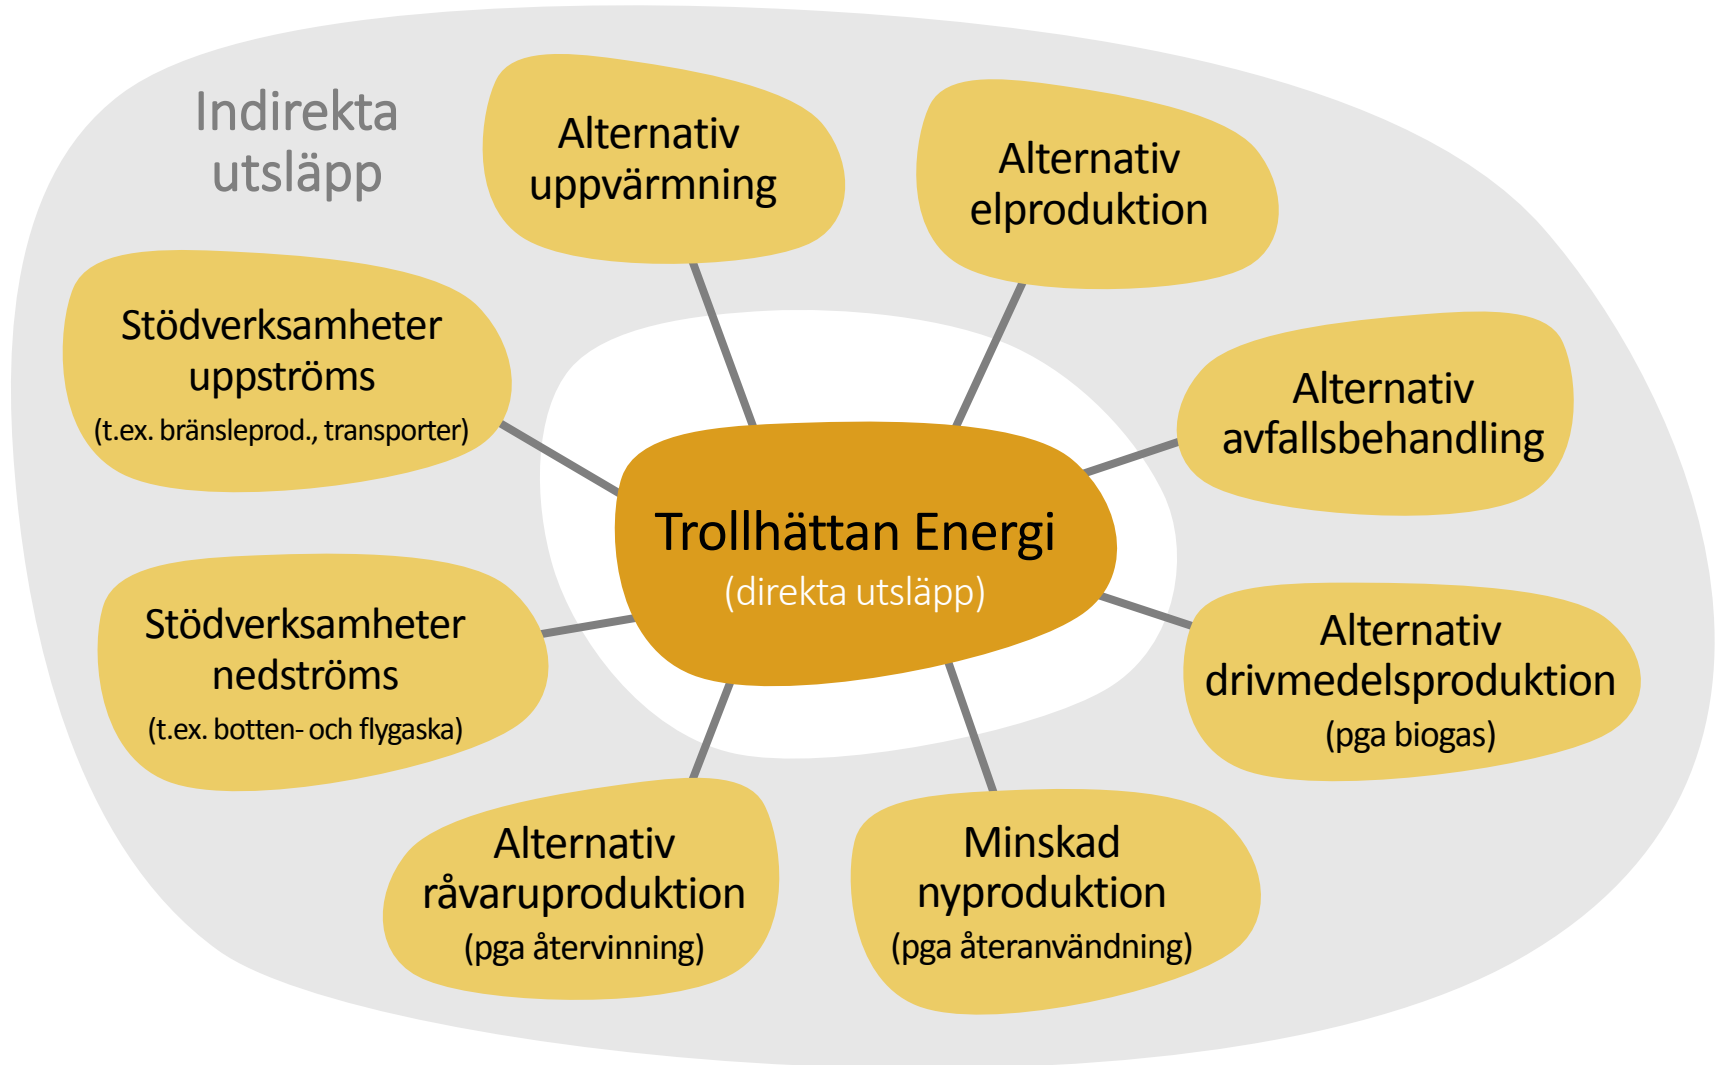 Indirekta
utsläpp
Alternativ
uppvärmning
Alternativ
elproduktion
Stödverksamheter
uppströms
(t.ex. bränsleprod., transporter)
Alternativ
avfallsbehandling
Trollhättan Energi
(direkta utsläpp)
Stödverksamheter
nedströms
(t.ex. botten- och flygaska)
Alternativ
drivmedelsproduktion
(pga biogas)
Alternativ
råvaruproduktion
(pga återvinning)
Minskad
nyproduktion
(pga återanvändning)